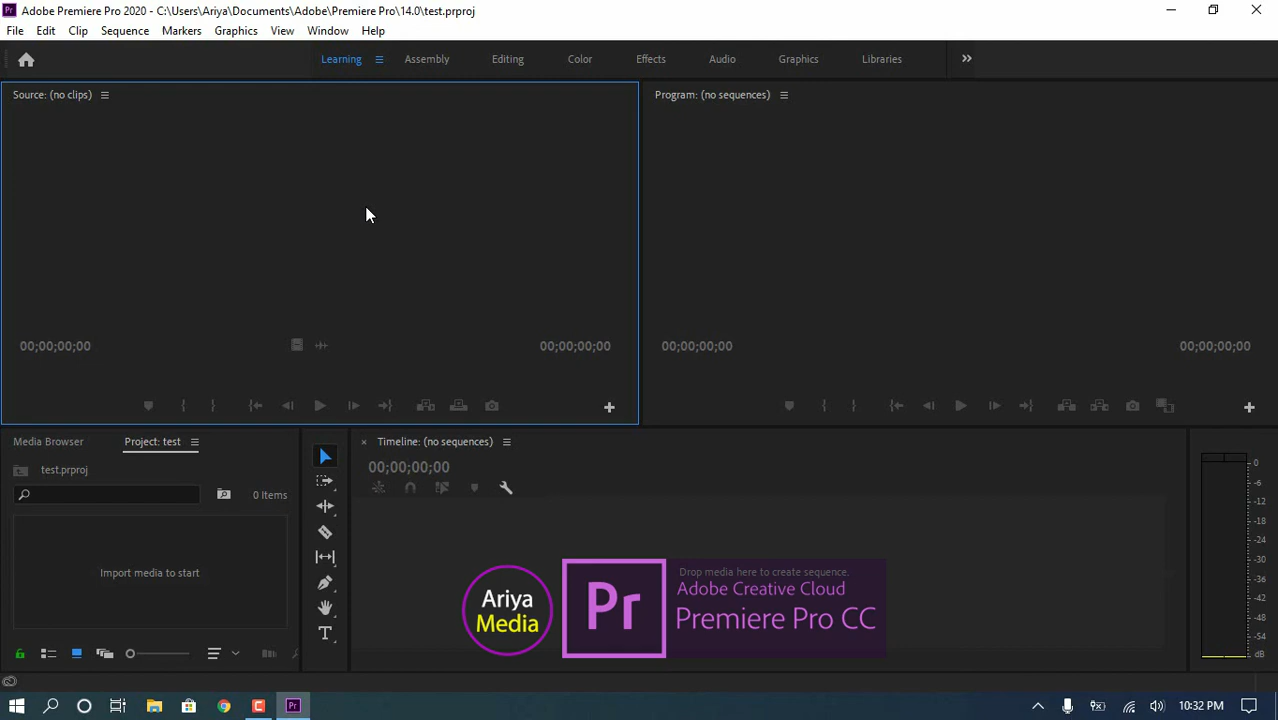 Adobe Premiere Pro 2020 - C:\Users\Ariya\Documents\Adobe\Premiere Pro\14.0\test.prproj
File Edit Clip Sequence Markers Graphics View Window Help
Learning Assembly Editing Color Effects Audio Graphics Libraries
Source: (no clips)
Program: (no sequences)
00;00;00;00 00;00;00;00
00;00;00;00 00;00;00;00
Media Browser Project: test
test.prproj
0 Items
Import media to start
Timeline: (no sequences)
00;00;00;00
Drop media here to create sequence.
Ariya
Media
Pr
Adobe Creative Cloud
Premiere Pro CC
0
-6
-12
-18
-24
-30
-36
-42
-48
-54
dB
Pr
10:32 PM